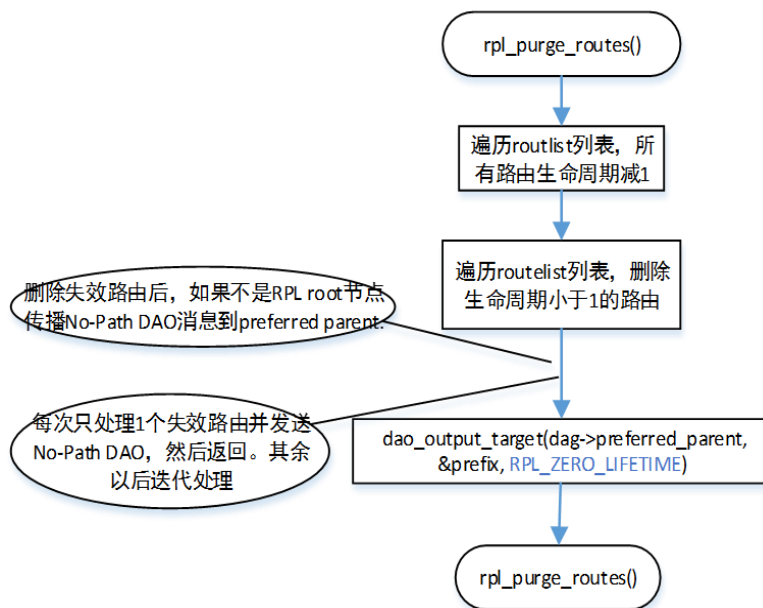 rpl_purge_routes()
遍历routlist列表，所
有路由生命周期减1
遍历routelist列表，删除
生命周期小于1的路由
删除失效路由后，如果不是RPL root节点
传播No-Path DAO消息到preferred parent.
每次只处理1个失效路由并发送
No-Path DAO，然后返回。其余
以后迭代处理
dao_output_target(dag->preferred_parent,
&prefix, RPL_ZERO_LIFETIME)
rpl_purge_routes()